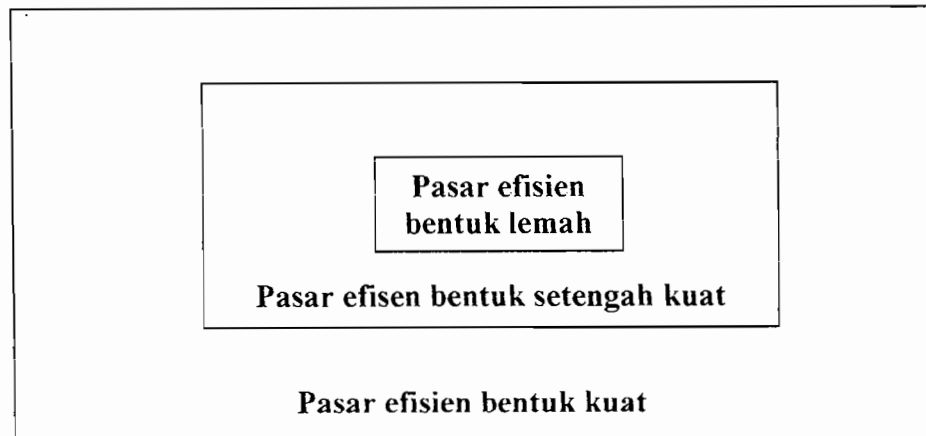 Pasar efisien
bentuk lemah
Pasar efisen bentuk setengah kuat
Pasar efisien bentuk kuat